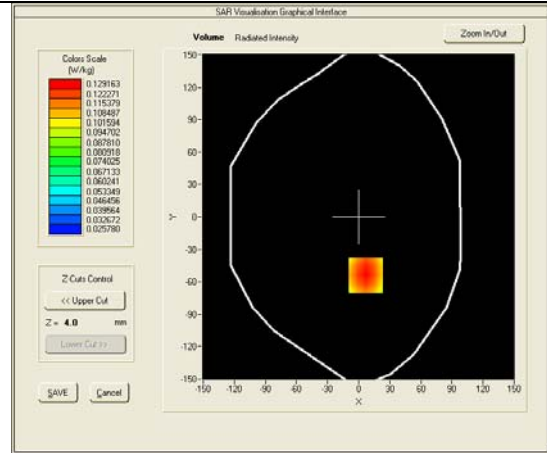 SAR Visualisation Graphical Interface
Volume Radiated Intensity
Zoom In/Out
Colors Scale
(W/kg)
0.129163
0.122271
0.115379
0.108487
0.101594
0.094702
0.087810
0.080918
0.074025
0.067133
0.060241
0.053349
0.046456
0.039564
0.032672
0.025780
Z Cuts Control
<< Upper Cut
Z = 4.0 mm
Lower Cut >>
SAVE Cancel
150-
120-
90-
60-
30-
0-
-30-
-60-
-90-
-120-
-150-
Y
-150 -120 -90 -60 -30 0 30 60 90 120 150
X